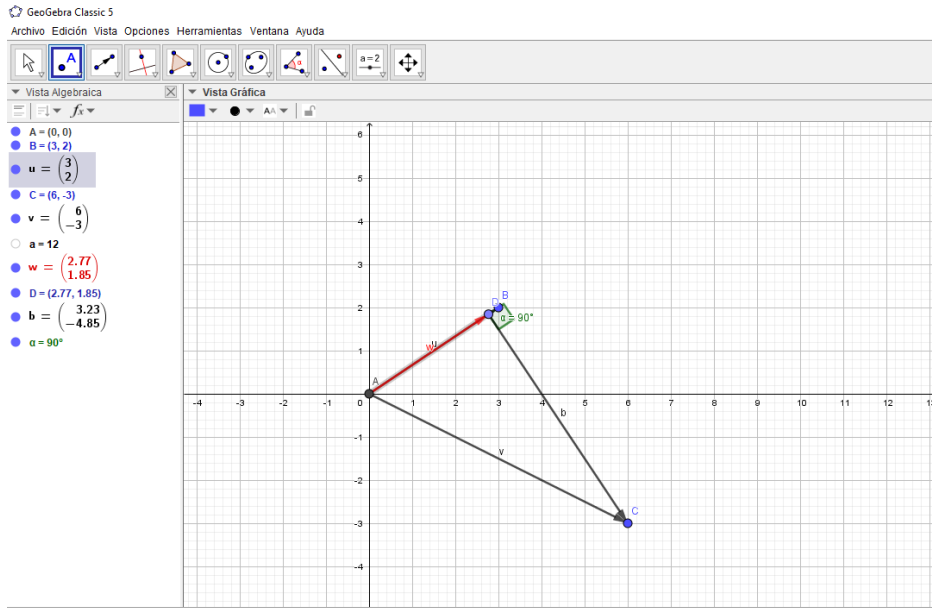 GeoGebra Classic 5
Archivo Edición Vista Opciones Herramientas Ventana Ayuda
A
α
a=2
Vista Algebraica
Vista Gráfica
fx
AA
A = (0, 0)
B = (3, 2)
u = (3
2)
C = (6, -3)
v = (6
−3)
a = 12
w = (2.77
1.85)
D = (2.77, 1.85)
b = (3.23
−4.85)
α = 90°
6
5
4
3
2
1
-1
-2
-3
-4
-4 -3 -2 -1 0 1 2 3 4 5 6 7 8 9 10 11 12 13
D B
α = 90°
w u
A
b
v
C